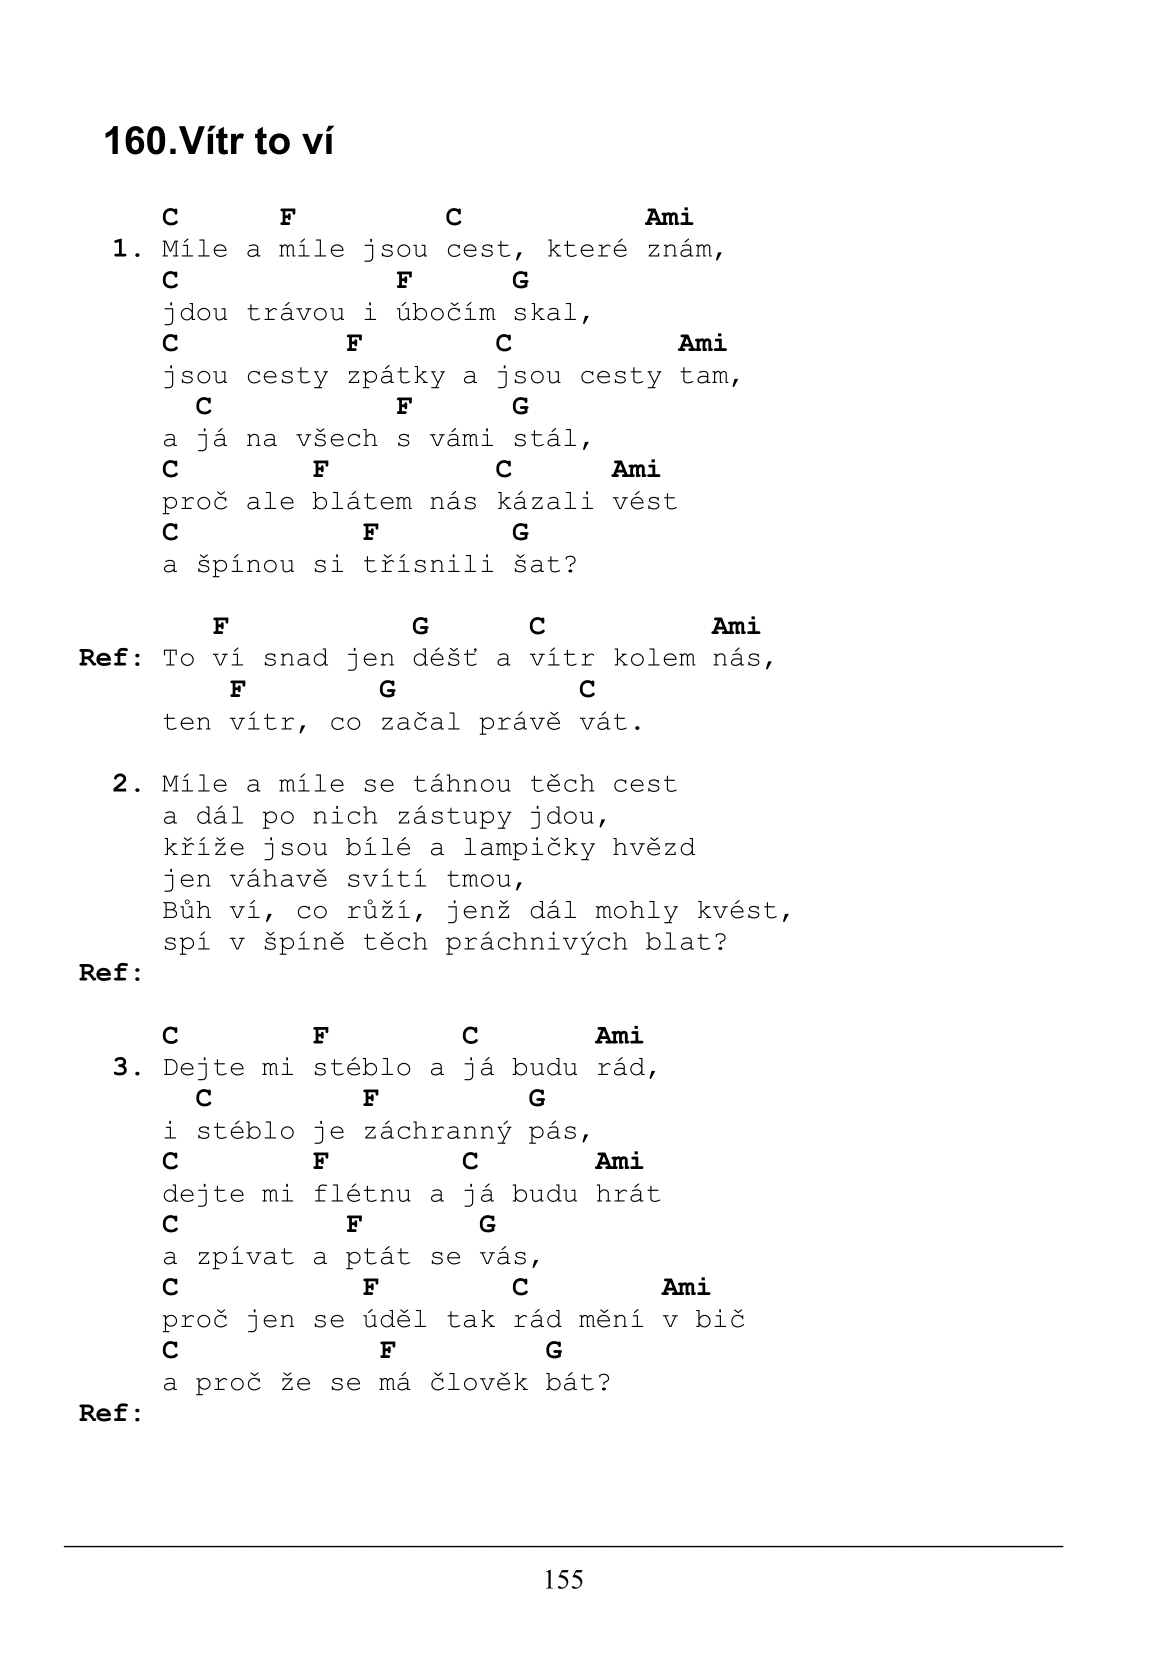 160.Vítr to ví
C F C Ami
1. Míle a míle jsou cest, které znám,
C F G
jdou trávou i úbočím skal,
C F C Ami
jsou cesty zpátky a jsou cesty tam,
C F G
a já na všech s vámi stál,
C F C Ami
proč ale blátem nás kázali vést
C F G
a špínou si třísnili šat?
F G C Ami
Ref: To ví snad jen déšť a vítr kolem nás,
F G C
ten vítr, co začal právě vát.
2. Míle a míle se táhnou těch cest
a dál po nich zástupy jdou,
kříže jsou bílé a lampičky hvězd
jen váhavě svítí tmou,
Bůh ví, co růží, jenž dál mohly kvést,
spí v špíně těch práchnivých blat?
Ref:
C F C Ami
3. Dejte mi stéblo a já budu rád,
C F G
i stéblo je záchranný pás,
C F C Ami
dejte mi flétnu a já budu hrát
C F G
a zpívat a ptát se vás,
C F C Ami
proč jen se úděl tak rád mění v bič
C F G
a proč že se má člověk bát?
Ref:
155